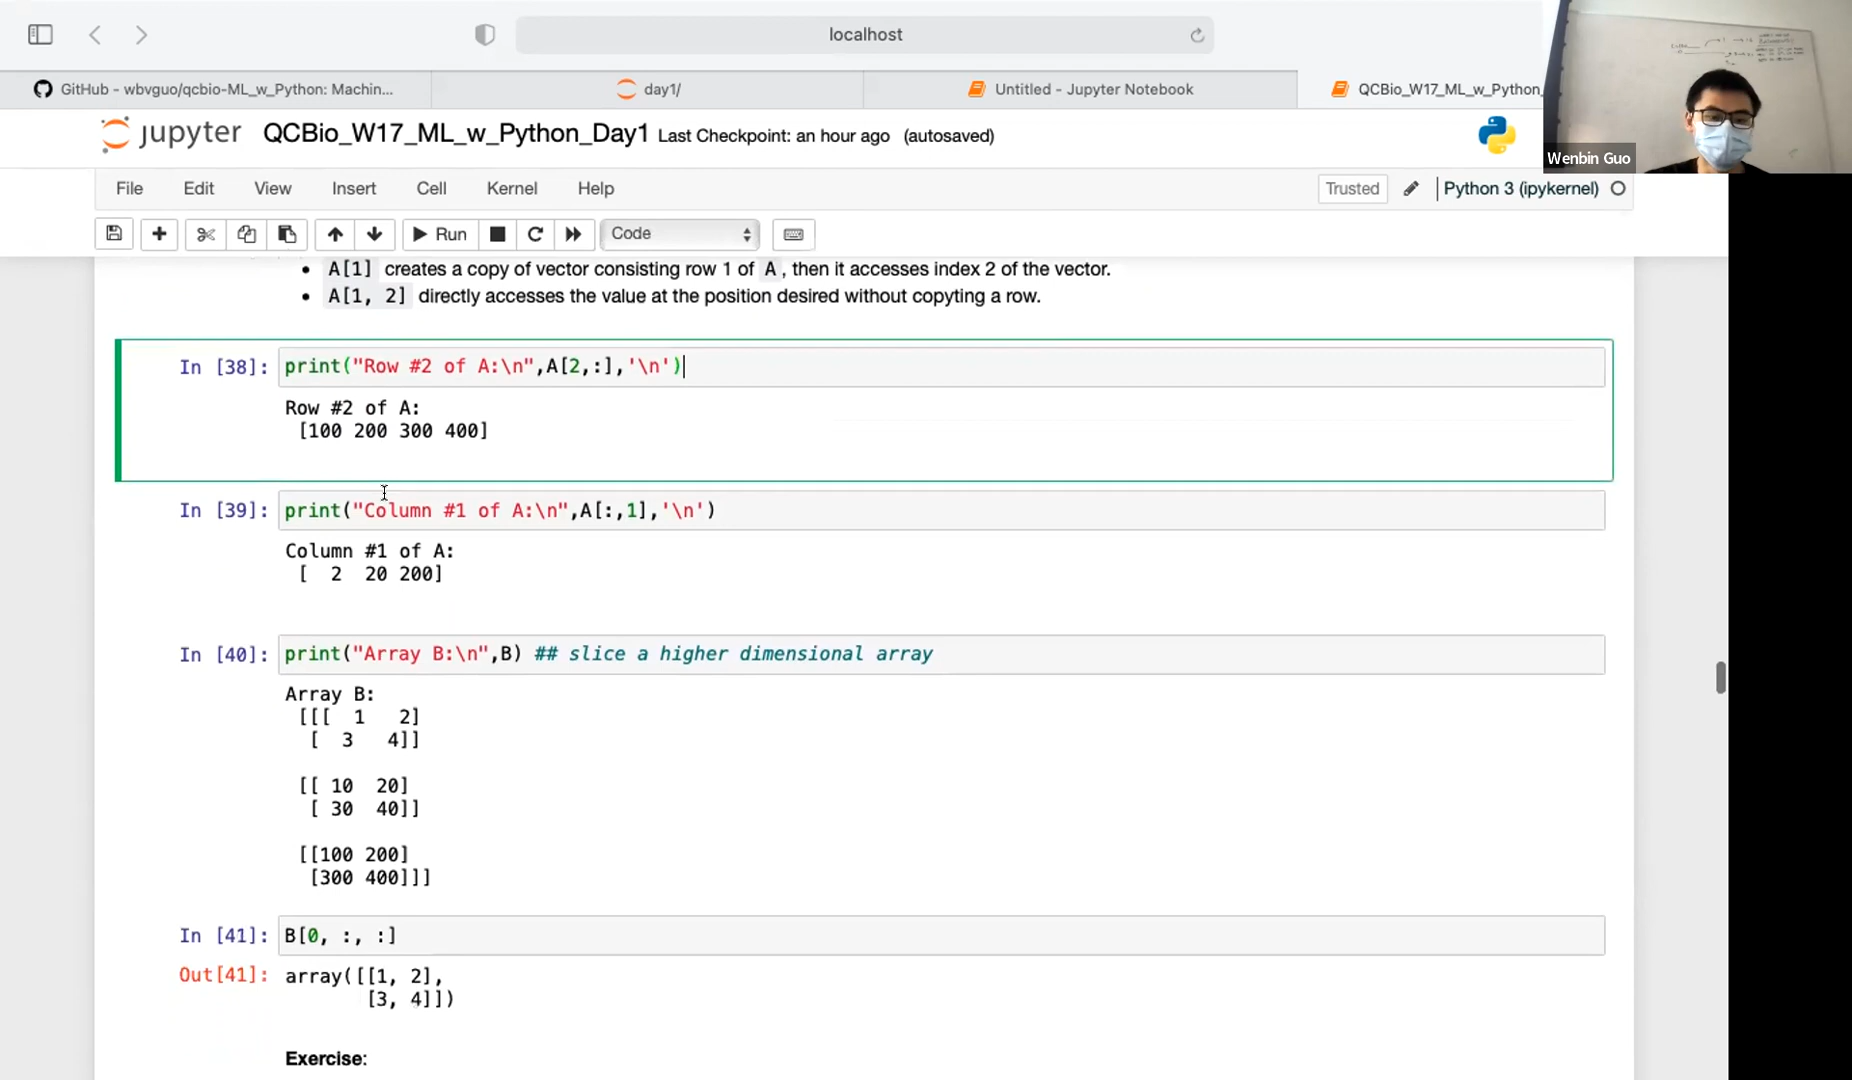 localhost
GitHub - wbvguo/qcbio-ML_w_Python: Machin...
day1/
Untitled - Jupyter Notebook
QCBio_W17_ML_w_Python_
Wenbin Guo
jupyter QCBio_W17_ML_w_Python_Day1 Last Checkpoint: an hour ago (autosaved)
File Edit View Insert Cell Kernel Help Trusted Python 3 (ipykernel)
Run Code
A[1] creates a copy of vector consisting row 1 of A, then it accesses index 2 of the vector.
A[1, 2] directly accesses the value at the position desired without copyting a row.
In [38]: print("Row #2 of A:\n",A[2,:],'\n')
Row #2 of A:
[100 200 300 400]
In [39]: print("Column #1 of A:\n",A[:,1],'\n')
Column #1 of A:
[  2  20 200]
In [40]: print("Array B:\n",B) ## slice a higher dimensional array
Array B:
[[[  1   2]
[  3   4]]
[[ 10  20]
[ 30  40]]
[[100 200]
[300 400]]]
In [41]: B[0, :, :]
Out[41]: array([[1, 2],
[3, 4]])
Exercise: